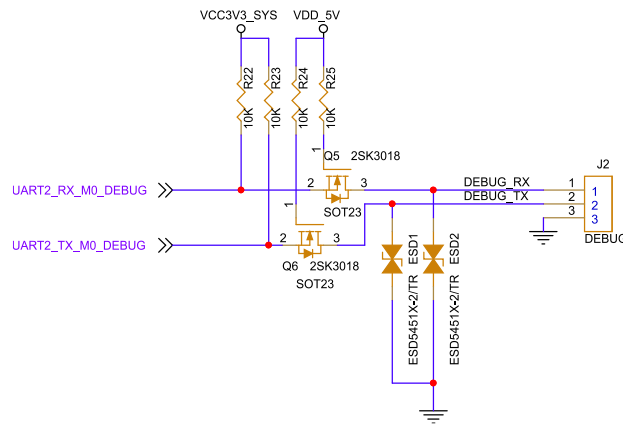 VCC3V3_SYS
VDD_5V
R22
R23
R24
R25
10K
10K
10K
10K
1
Q5
2SK3018
J2
UART2_RX_M0_DEBUG
2
3
DEBUG_RX
1
1
DEBUG_TX
2
2
3
3
SOT23
1
DEBUG
UART2_TX_M0_DEBUG
2
3
Q6
2SK3018
SOT23
ESD1
ESD5451X-2/TR
ESD2
ESD5451X-2/TR